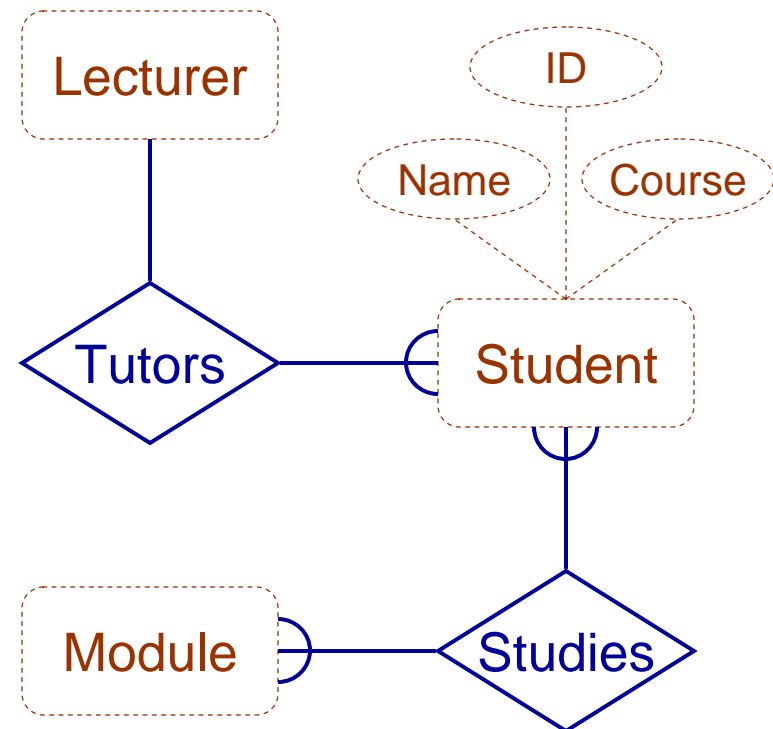 Lecturer
ID
Name
Course
Tutors
Student
Module
Studies